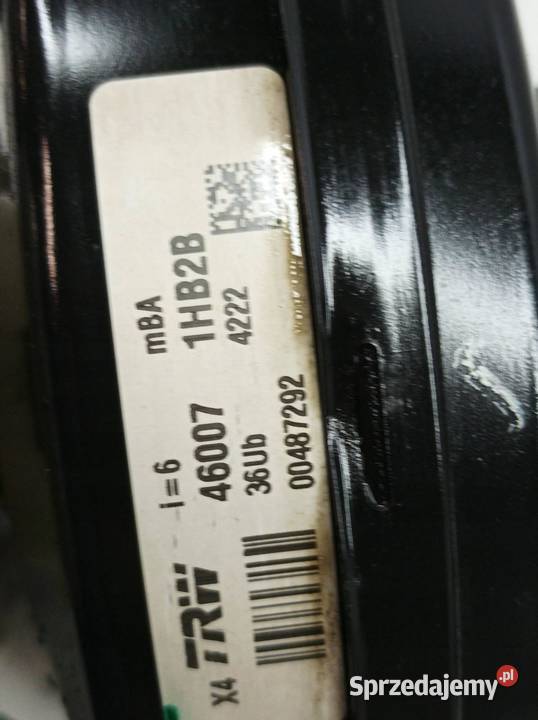 X4 i=6 mBA
TRW 46007 1HB2B
36Ub 4222
00487292
Sprzedajemy.pl